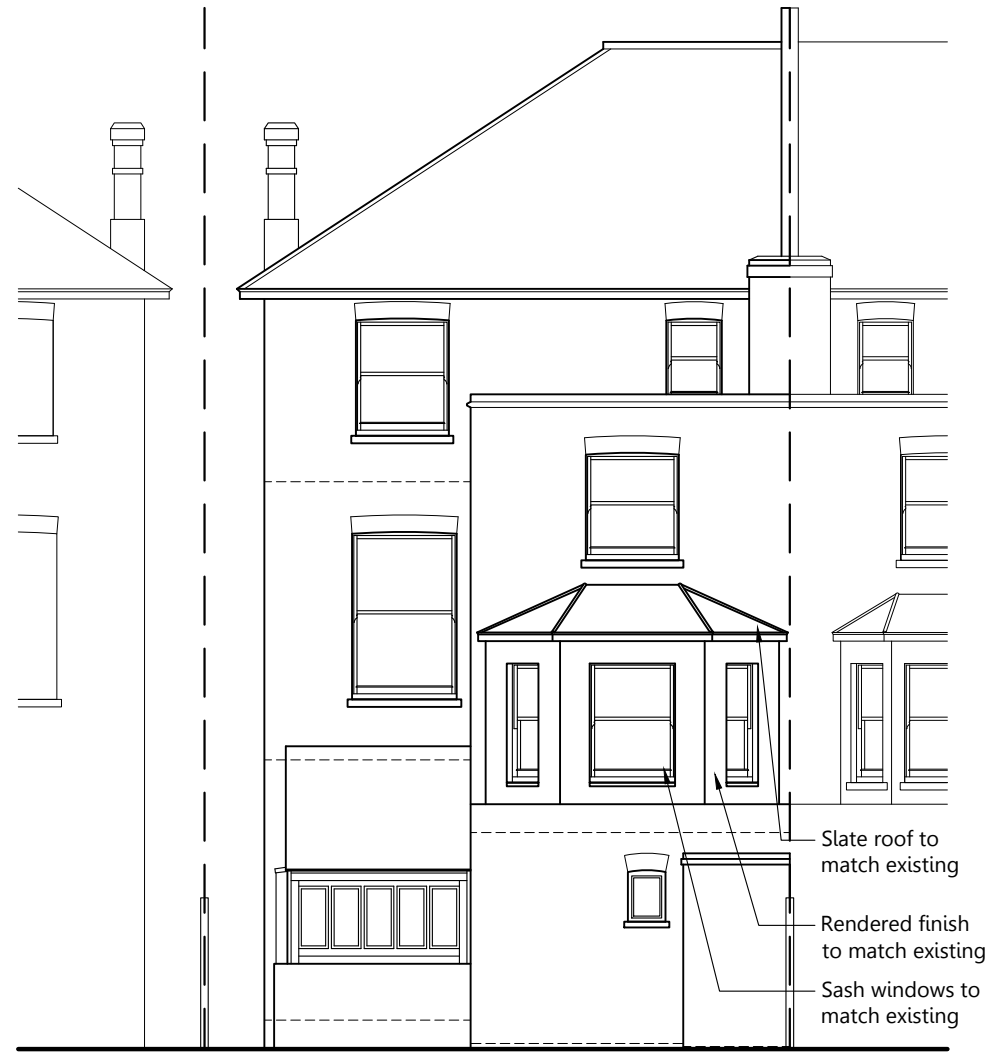 Slate roof to
match existing
Rendered finish
to match existing
Sash windows to
match existing